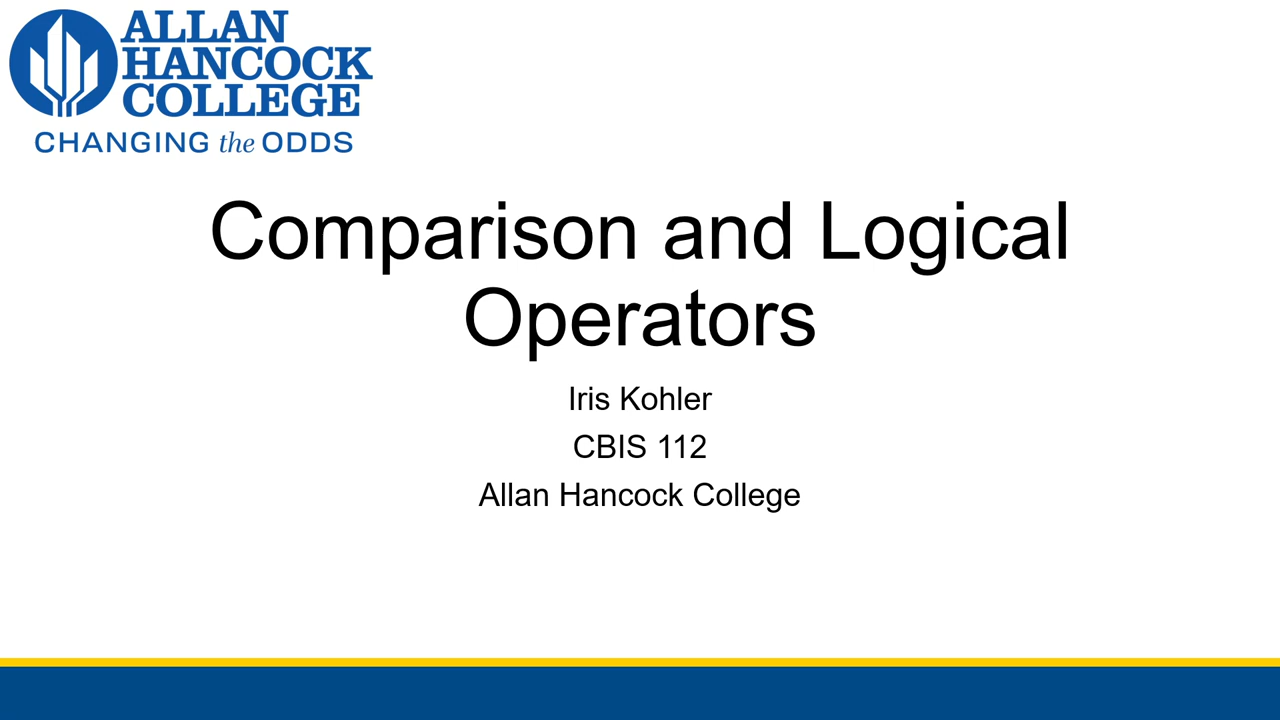 ALLAN
HANCOCK
COLLEGE
CHANGING the ODDS
Comparison and Logical
Operators
Iris Kohler
CBIS 112
Allan Hancock College